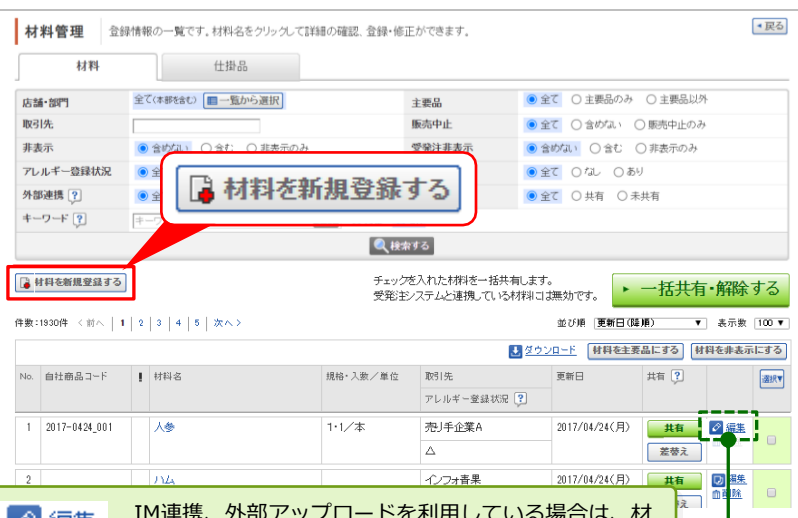 材料管理 登録情報の一覧です。材料名をクリックして詳細の確認、登録・修正ができます。 戻る
材料 仕掛品
店舗・部門 全て(本部を含む) 一覧から選択 主要品 全て 主要品のみ 主要品以外
取引先 販売中止 全て 含めない 販売中止のみ
非表示 含めない 含む 非表示のみ 受発注非表示 含めない 含む 非表示のみ
アレルギー登録状況 全 全て なし あり
外部連携 ? 全 全て 共有 未共有
キーワード ?
材料を新規登録する
検索する
材料を新規登録する
チェックを入れた材料を一括共有します。
受発注システムと連携している材料には無効です。
一括共有・解除する
件数:1930件 <前へ | 1 | 2 | 3 | 4 | 5 | 次へ> 並び順 更新日(降順) ▼ 表示数 100 ▼
ダウンロード 材料を主要品にする 材料を非表示にする
No. 自社商品コード ! 材料名 規格・入数/単位 取引先 更新日 共有 ? 選択▼
アレルギー登録状況 ?
1 2017-0424_001 人参 1・1/本 売り手企業A 2017/04/24(月) 共有 編集
△ 差替え
2 ハム インフォ青果 2017/04/24(月) 共有 編集
削除
編集 IM連携、外部アップロードを利用している場合は、材